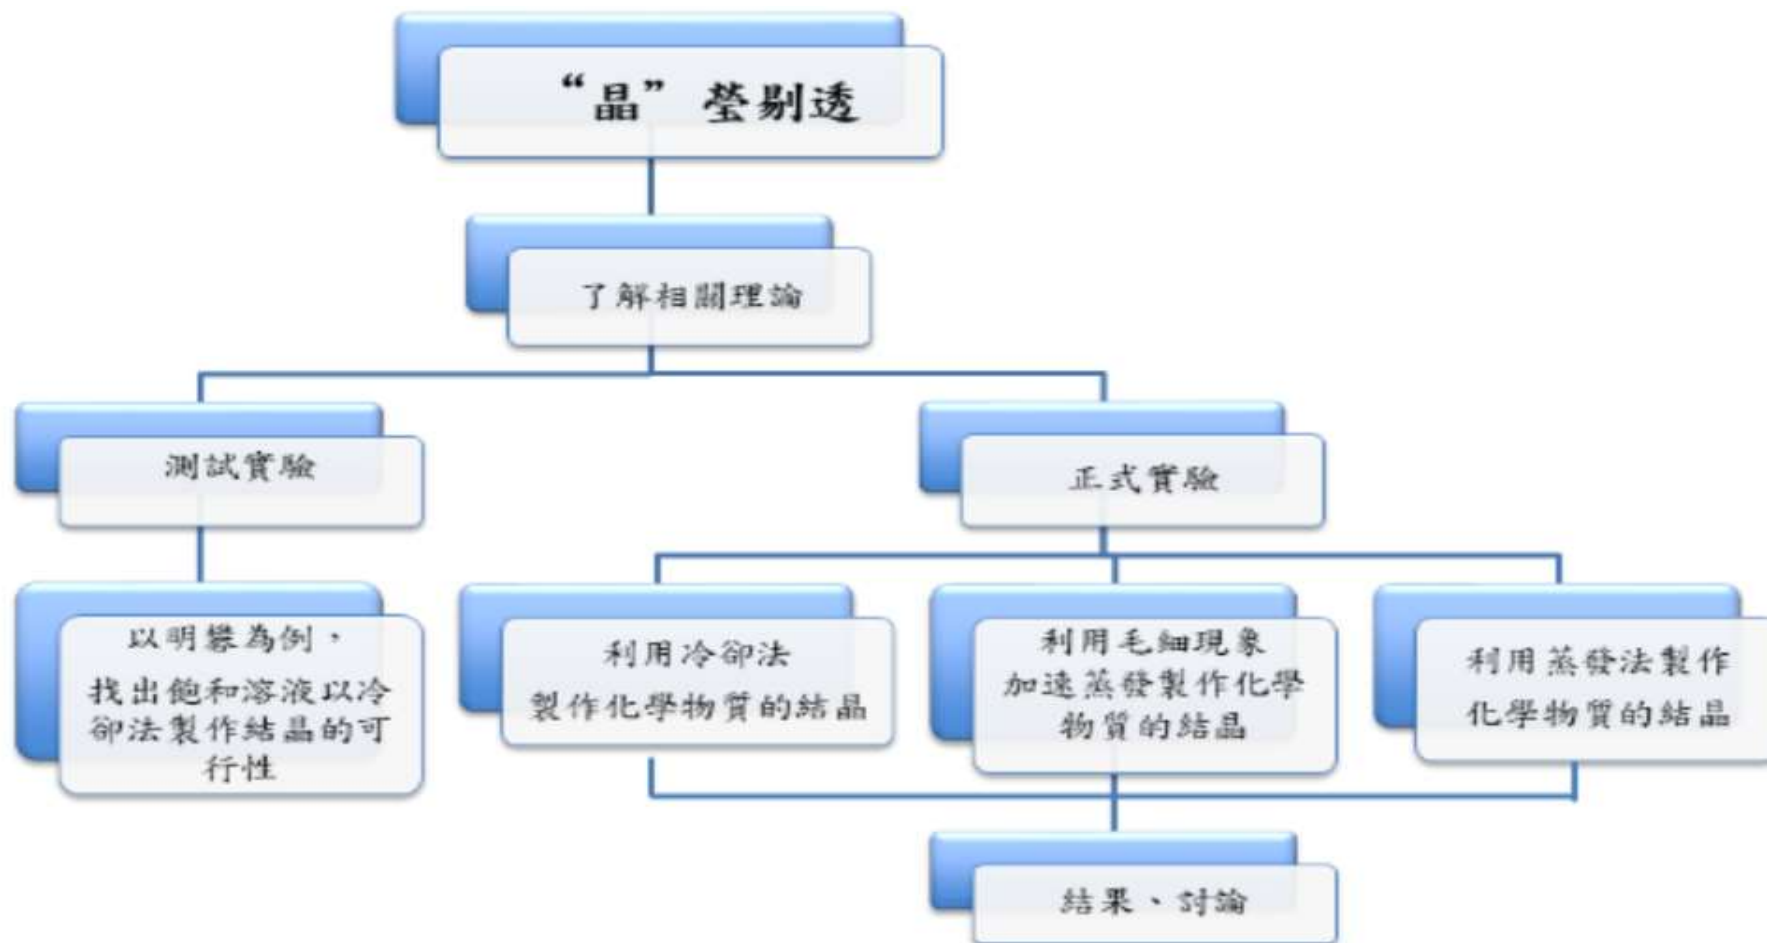 “晶”瑩剔透
了解相關理論
測試實驗
正式實驗
以明礬為例，
找出飽和溶液以冷
卻法製作結晶的可
行性
利用冷卻法
製作化學物質的結晶
利用毛細現象
加速蒸發製作化學
物質的結晶
利用蒸發法製作
化學物質的結晶
結果、討論